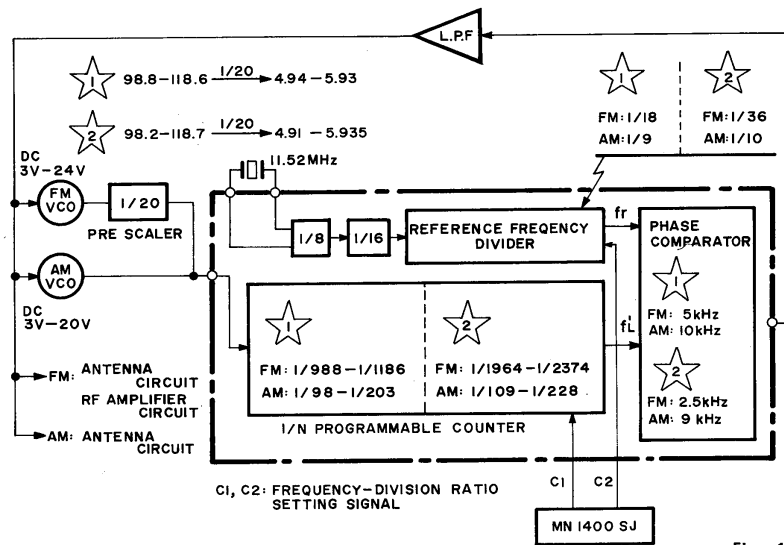 L.P.F
1 98.8-118.6 1/20 4.94-5.93
2 98.2-118.7 1/20 4.91-5.935
1 2
FM:1/18 FM:1/36
AM:1/9 AM:1/10
DC
3V-24V
FM
VCO
1/20
PRE SCALER
AM
VCO
DC
3V-20V
11.52MHz
1/8
1/16
REFERENCE FREQENCY
DIVIDER
fr
PHASE
COMPARATOR
1
FM: 5kHz
AM: 10kHz
2
FM: 2.5kHz
AM: 9 kHz
f'L
1 2
FM: 1/988-1/1186 FM: 1/1964-1/2374
AM: 1/98-1/203 AM: 1/109-1/228
1/N PROGRAMMABLE COUNTER
FM: ANTENNA
CIRCUIT
RF AMPLIFIER
CIRCUIT
AM: ANTENNA
CIRCUIT
C1, C2: FREQUENCY-DIVISION RATIO
SETTING SIGNAL
C1 C2
MN 1400 SJ